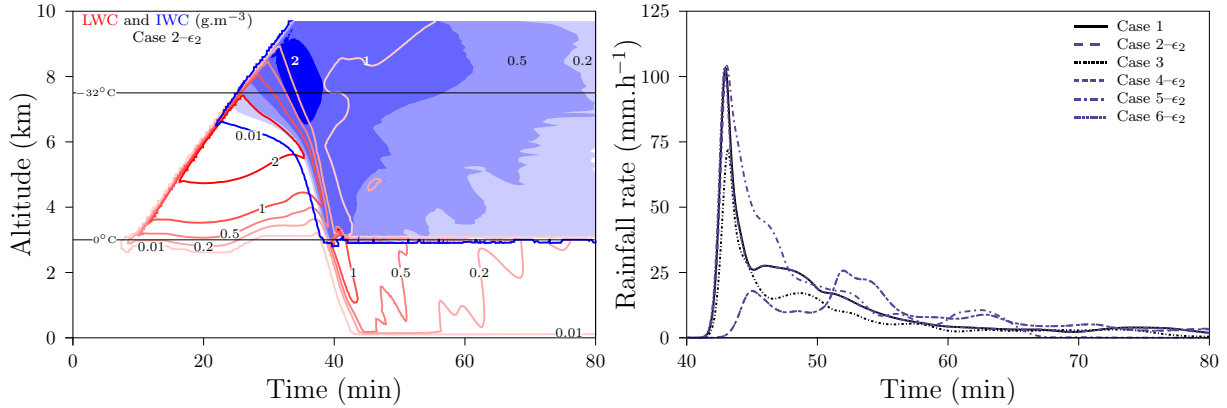 LWC and IWC (g.m⁻³)
Case 2–ϵ₂
10
8
6
4
2
0
Altitude (km)
−32°C
0°C
2
1
0.5
0.2
0.01
2
1
0.5
0.01
0.2
1
0.5
0.2
0.01
0
20
40
60
80
Time (min)
125
100
75
50
25
0
Rainfall rate (mm.h⁻¹)
Case 1
Case 2–ϵ₂
Case 3
Case 4–ϵ₂
Case 5–ϵ₂
Case 6–ϵ₂
40
50
60
70
80
Time (min)